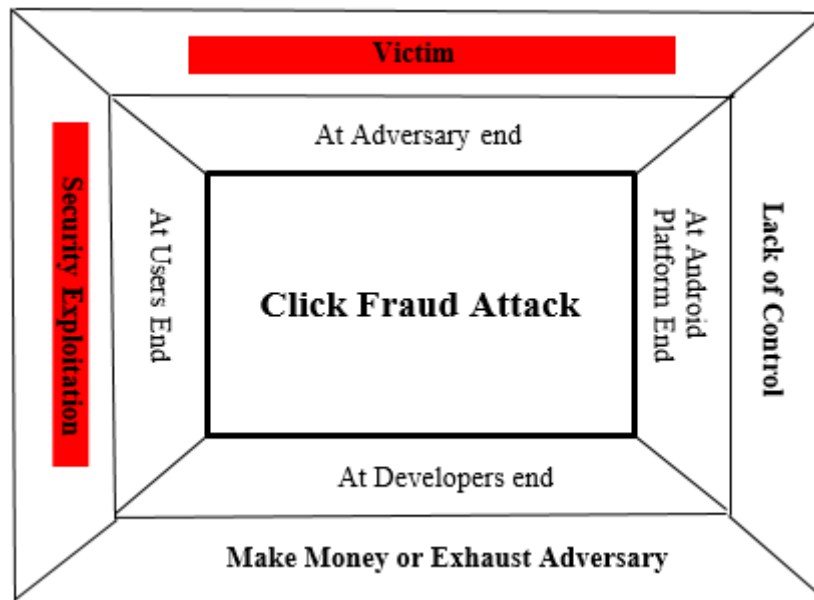 Victim
At Adversary end
Security Exploitation
At Users End
Click Fraud Attack
At Android
Platform End
Lack of Control
At Developers end
Make Money or Exhaust Adversary